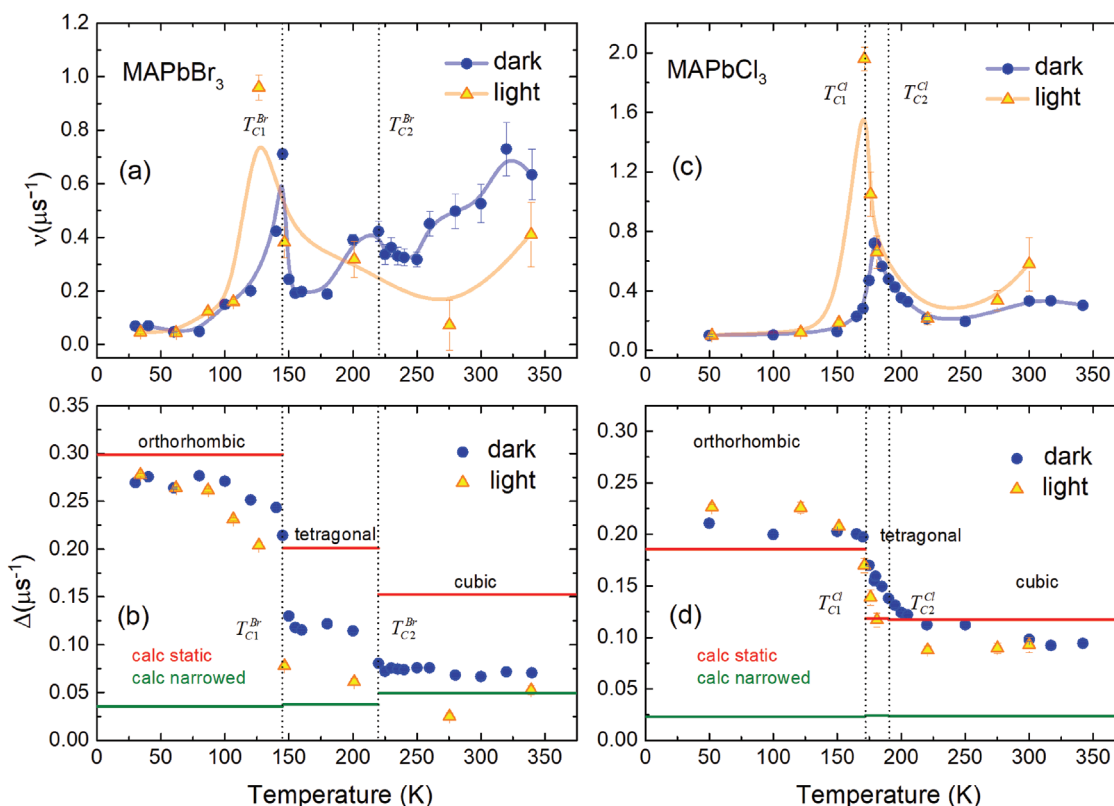 MAPbBr3
dark
light
T_C1^Br
T_C2^Br
(a)
ν(μs⁻¹)
1.2
1.0
0.8
0.6
0.4
0.2
0.0
0 50 100 150 200 250 300 350
MAPbCl3
dark
light
T_C1^Cl
T_C2^Cl
(c)
2.0
1.6
1.2
0.8
0.4
0.0
50 100 150 200 250 300 350
orthorhombic
dark
light
tetragonal
cubic
T_C1^Br
T_C2^Br
(b)
calc static
calc narrowed
Δ(μs⁻¹)
0.35
0.30
0.25
0.20
0.15
0.10
0.05
0.00
0 50 100 150 200 250 300 350
Temperature (K)
orthorhombic
dark
light
tetragonal
cubic
T_C1^Cl
T_C2^Cl
(d)
calc static
calc narrowed
0.30
0.25
0.20
0.15
0.10
0.05
0.00
0 50 100 150 200 250 300 350
Temperature (K)